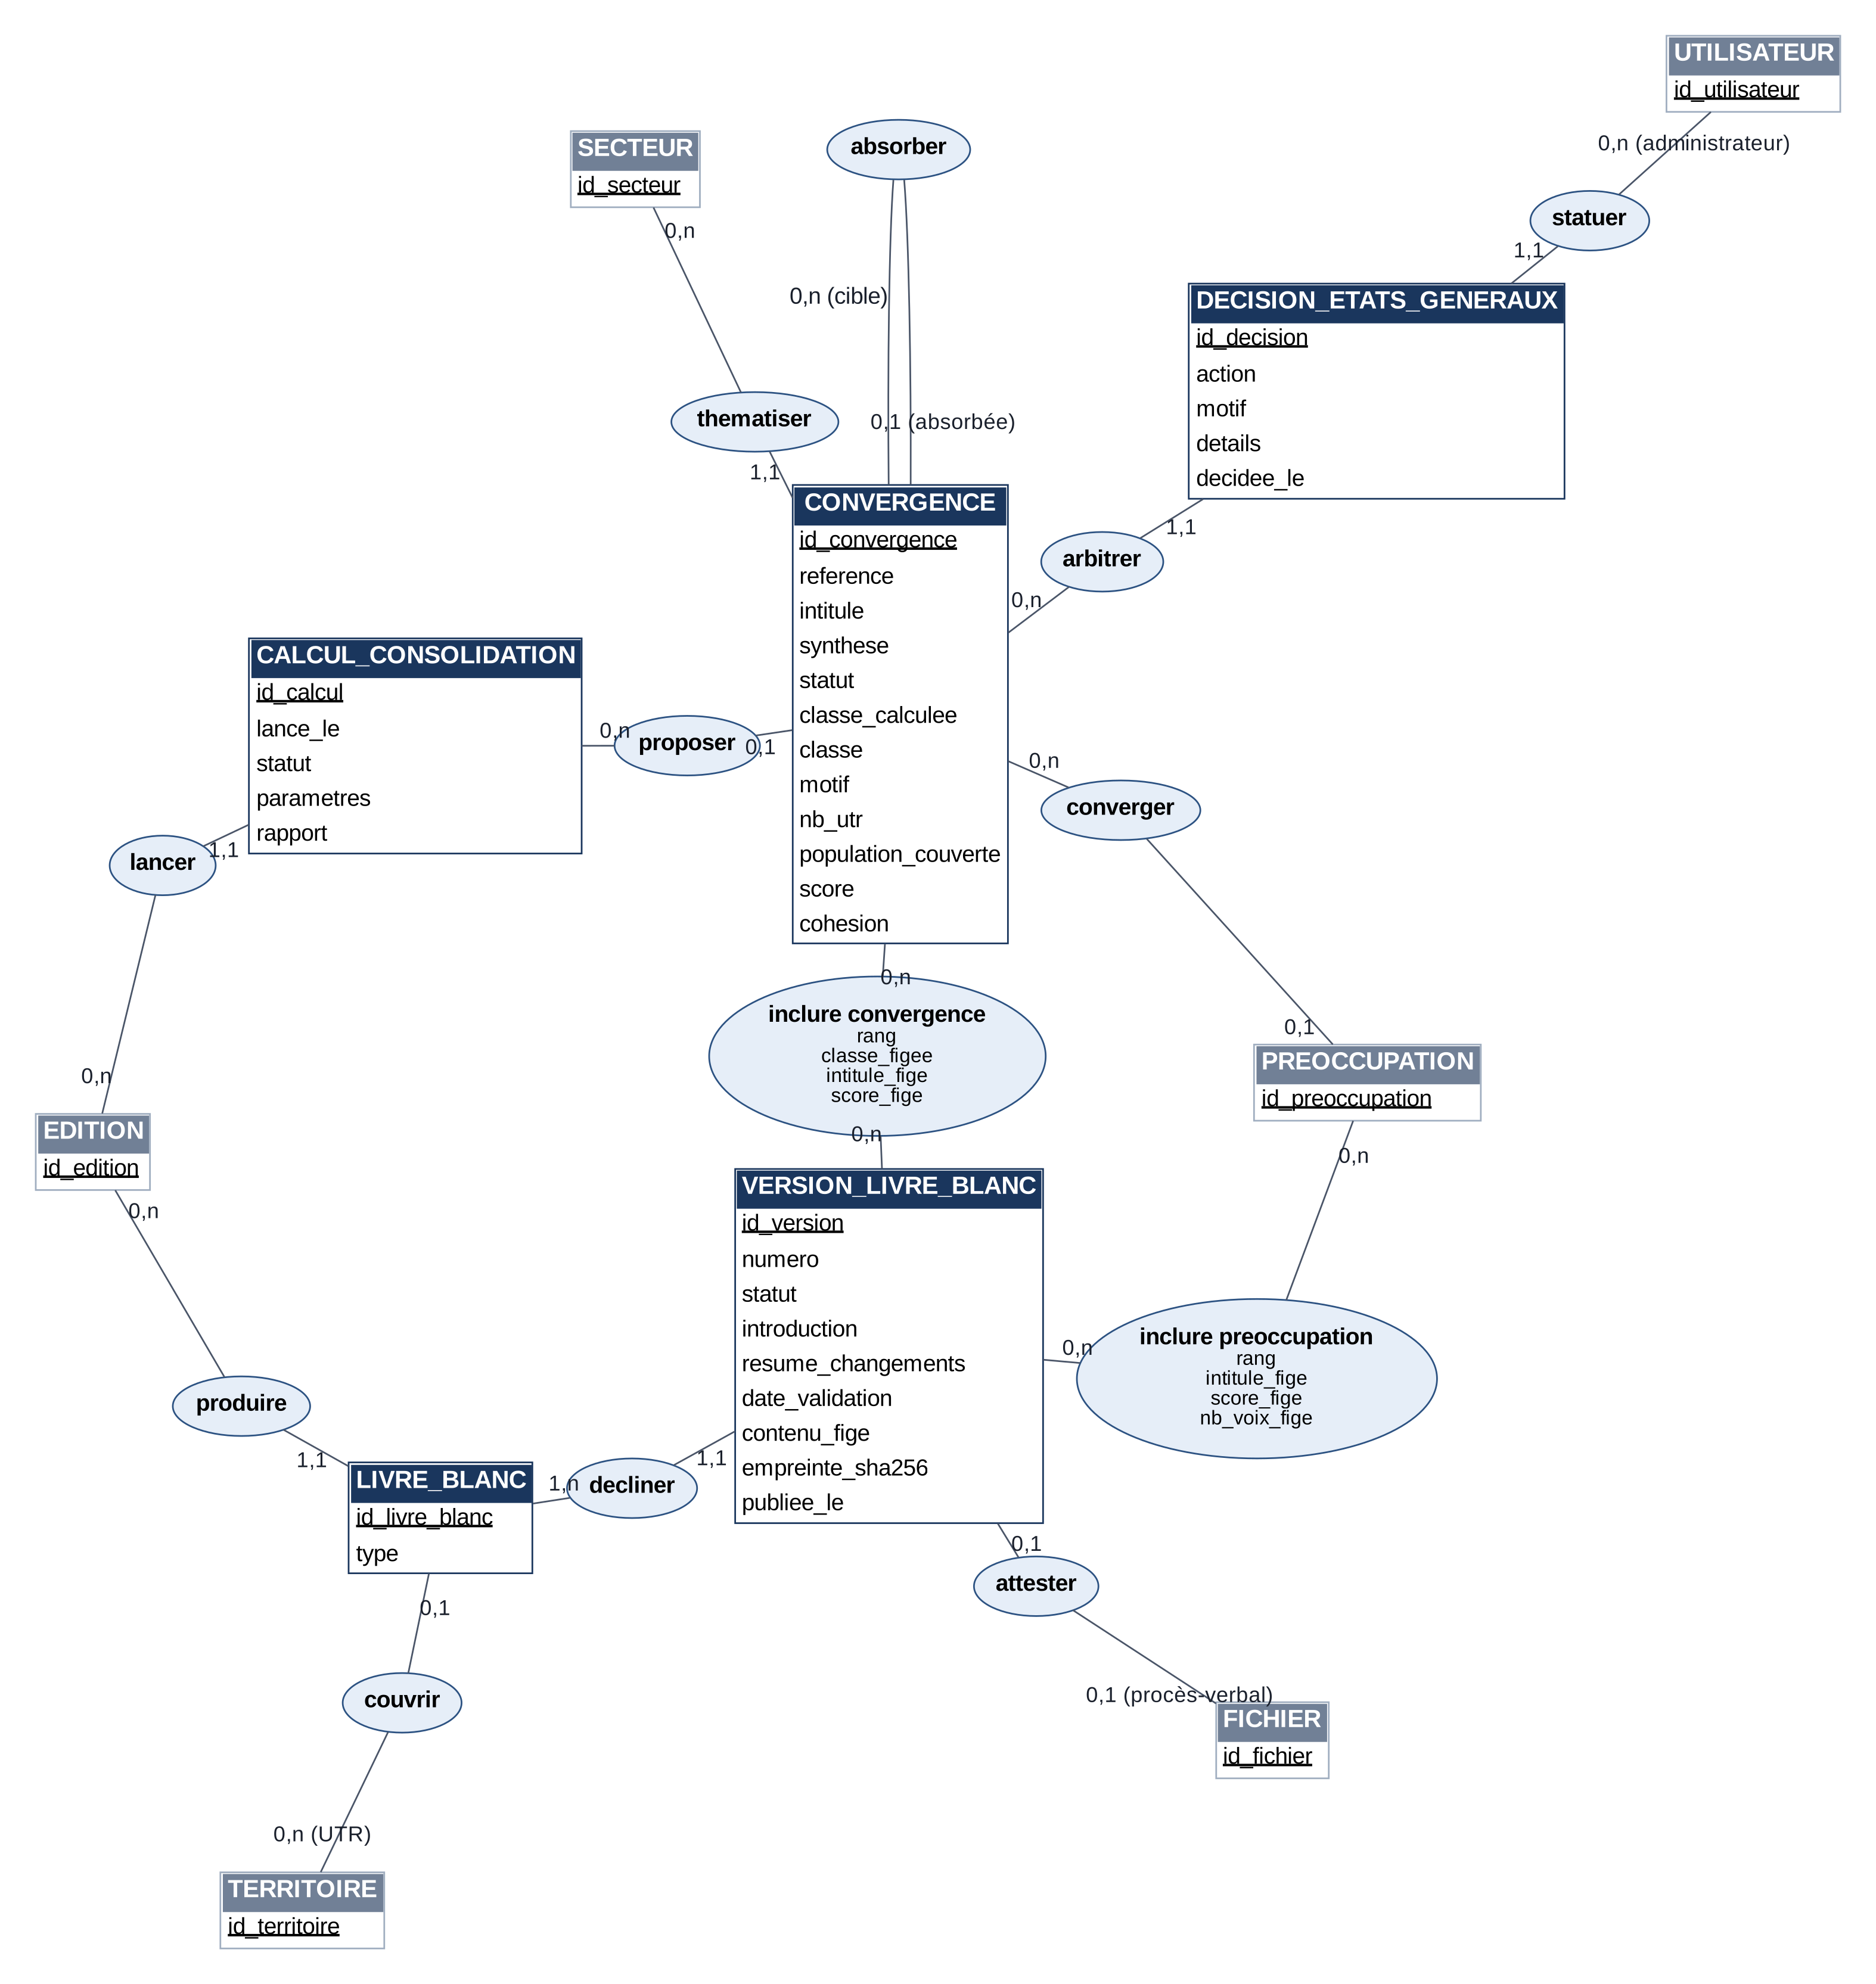 UTILISATEUR
id_utilisateur
0,n (administrateur)
statuer
1,1
absorber
0,n (cible)
0,1 (absorbée)
SECTEUR
id_secteur
0,n
thematiser
1,1
DECISION_ETATS_GENERAUX
id_decision
action
motif
details
decidee_le
1,1
arbitrer
0,n
CONVERGENCE
id_convergence
reference
intitule
synthese
statut
classe_calculee
classe
motif
nb_utr
population_couverte
score
cohesion
CALCUL_CONSOLIDATION
id_calcul
lance_le
statut
parametres
rapport
0,n
proposer
0,1
0,n
converger
0,1
lancer
1,1
0,n
0,n
inclure convergence
rang
classe_figee
intitule_fige
score_fige
0,n
PREOCCUPATION
id_preoccupation
0,n
EDITION
id_edition
0,n
VERSION_LIVRE_BLANC
id_version
numero
statut
introduction
resume_changements
date_validation
contenu_fige
empreinte_sha256
publiee_le
0,n
inclure preoccupation
rang
intitule_fige
score_fige
nb_voix_fige
produire
1,1
LIVRE_BLANC
id_livre_blanc
type
1,n
decliner
1,1
0,1
attester
0,1 (procès-verbal)
FICHIER
id_fichier
0,1
couvrir
0,n (UTR)
TERRITOIRE
id_territoire